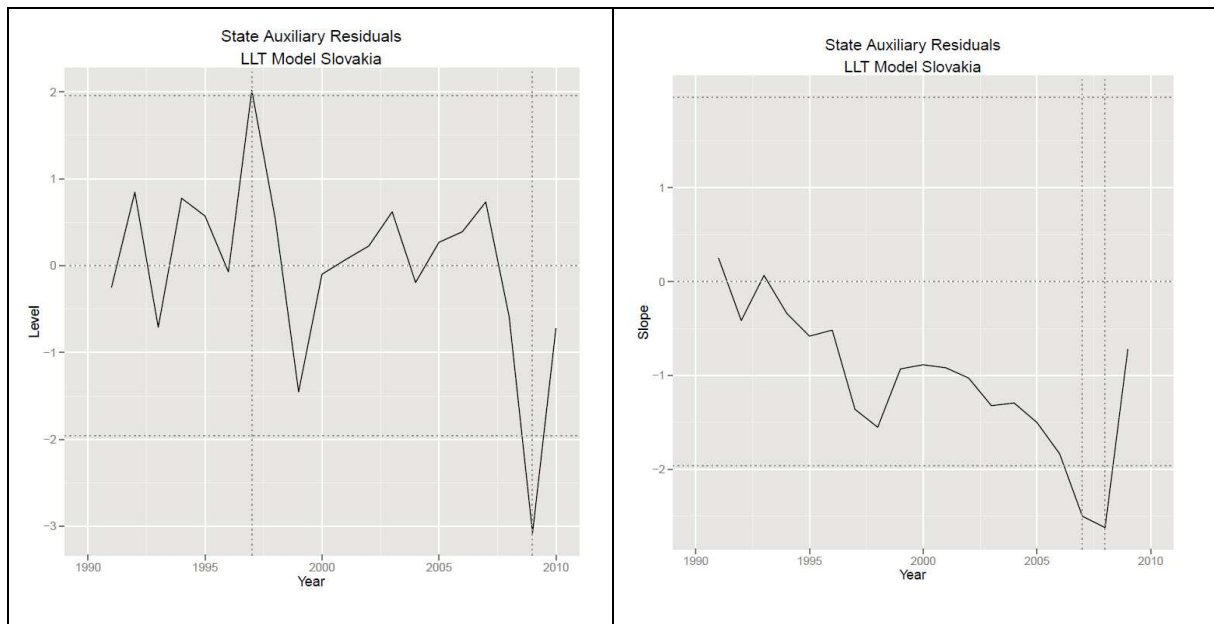 State Auxiliary Residuals
LLT Model Slovakia
2
1
0
−1
−2
−3
Level
1990
1995
2000
2005
2010
Year
State Auxiliary Residuals
LLT Model Slovakia
1
0
−1
−2
Slope
1990
1995
2000
2005
2010
Year